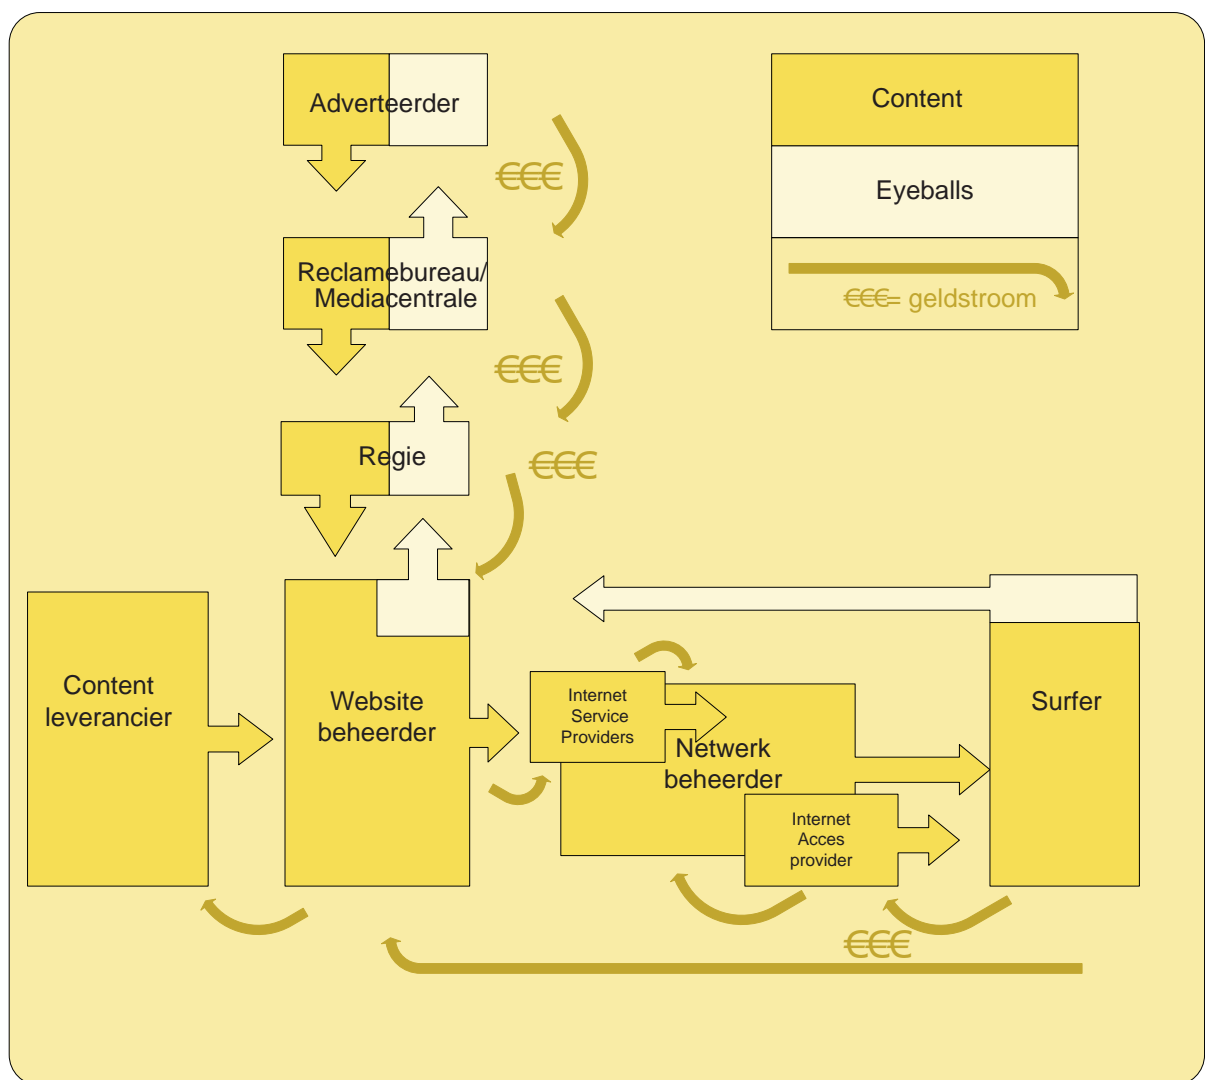 Adverteerder
€€€
Content
Eyeballs
€€€= geldstroom
Reclamebureau/
Mediacentrale
€€€
Regie
€€€
Content
leverancier
Website
beheerder
Internet
Service
Providers
Netwerk
beheerder
Internet
Acces
provider
Surfer
€€€